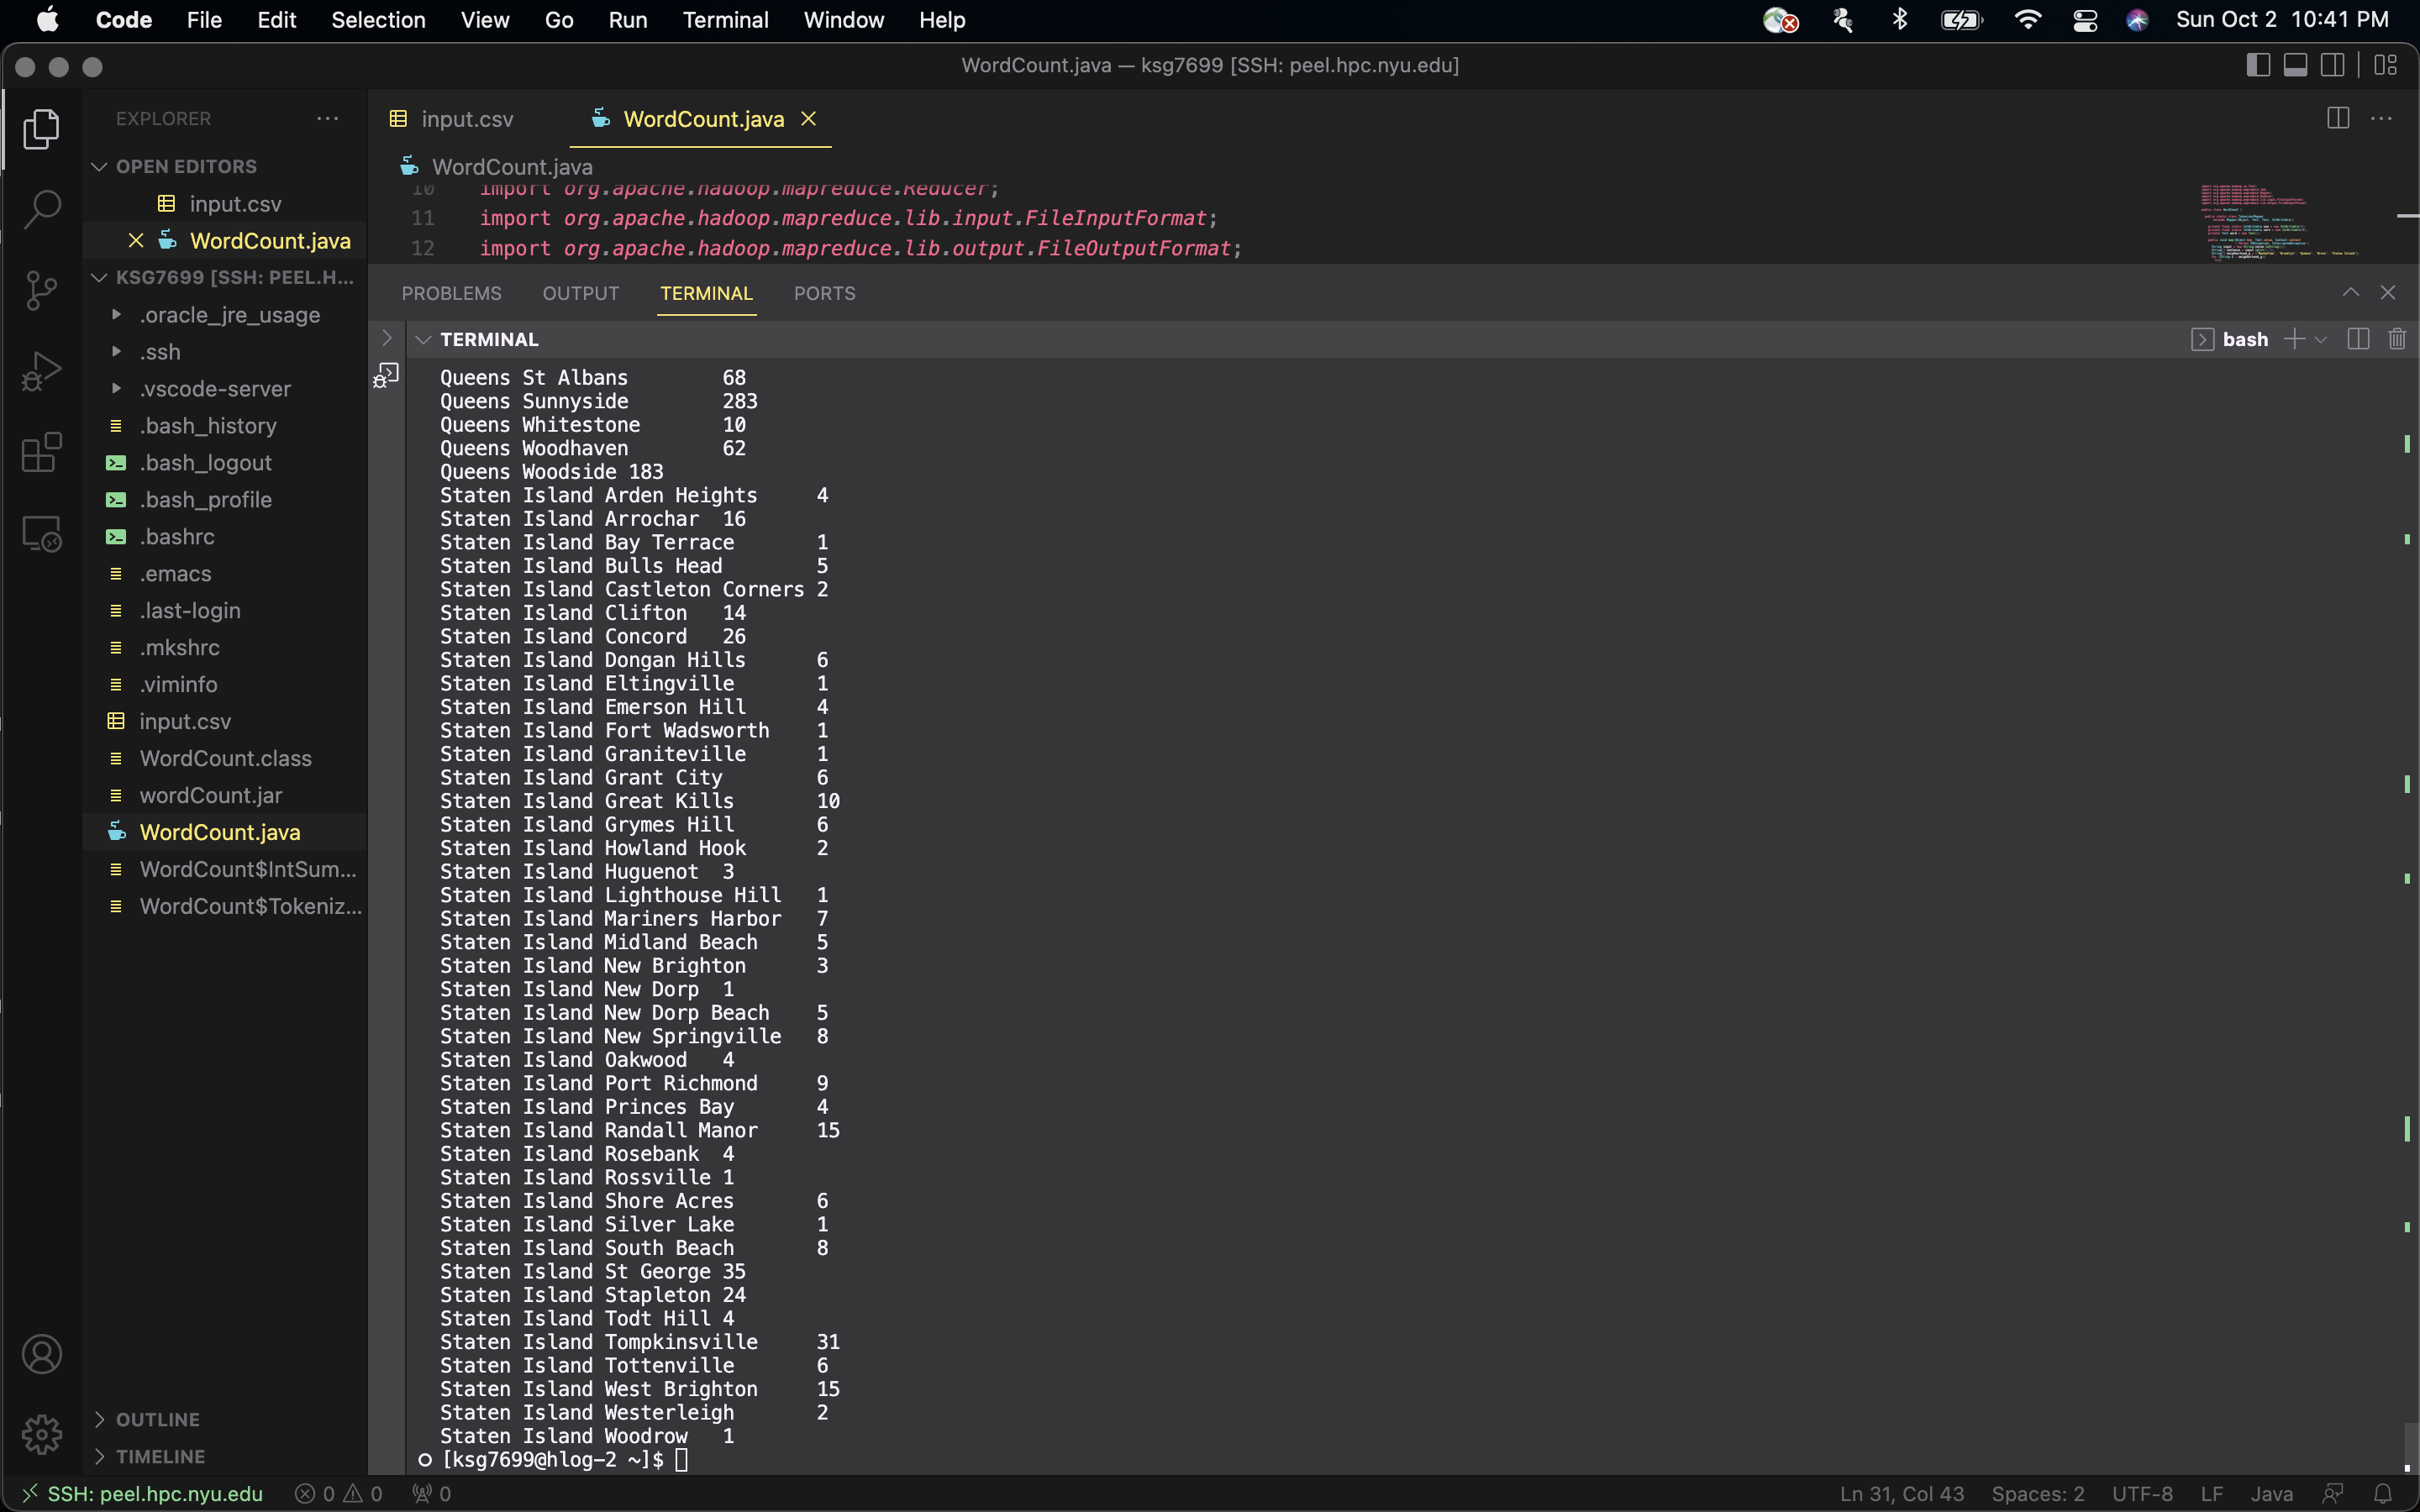 Code File Edit Selection View Go Run Terminal Window Help Sun Oct 2 10:41 PM
WordCount.java — ksg7699 [SSH: peel.hpc.nyu.edu]
EXPLORER
OPEN EDITORS
input.csv
WordCount.java
KSG7699 [SSH: PEEL.H...
.oracle_jre_usage
.ssh
.vscode-server
.bash_history
.bash_logout
.bash_profile
.bashrc
.emacs
.last-login
.mkshrc
.viminfo
input.csv
WordCount.class
wordCount.jar
WordCount.java
WordCount$IntSum...
WordCount$Tokeniz...
OUTLINE
TIMELINE
input.csv WordCount.java
WordCount.java
10 import org.apache.hadoop.mapreduce.Reducer;
11 import org.apache.hadoop.mapreduce.lib.input.FileInputFormat;
12 import org.apache.hadoop.mapreduce.lib.output.FileOutputFormat;
PROBLEMS OUTPUT TERMINAL PORTS
TERMINAL bash
Queens St Albans 68
Queens Sunnyside 283
Queens Whitestone 10
Queens Woodhaven 62
Queens Woodside 183
Staten Island Arden Heights 4
Staten Island Arrochar 16
Staten Island Bay Terrace 1
Staten Island Bulls Head 5
Staten Island Castleton Corners 2
Staten Island Clifton 14
Staten Island Concord 26
Staten Island Dongan Hills 6
Staten Island Eltingville 1
Staten Island Emerson Hill 4
Staten Island Fort Wadsworth 1
Staten Island Graniteville 1
Staten Island Grant City 6
Staten Island Great Kills 10
Staten Island Grymes Hill 6
Staten Island Howland Hook 2
Staten Island Huguenot 3
Staten Island Lighthouse Hill 1
Staten Island Mariners Harbor 7
Staten Island Midland Beach 5
Staten Island New Brighton 3
Staten Island New Dorp 1
Staten Island New Dorp Beach 5
Staten Island New Springville 8
Staten Island Oakwood 4
Staten Island Port Richmond 9
Staten Island Princes Bay 4
Staten Island Randall Manor 15
Staten Island Rosebank 4
Staten Island Rossville 1
Staten Island Shore Acres 6
Staten Island Silver Lake 1
Staten Island South Beach 8
Staten Island St George 35
Staten Island Stapleton 24
Staten Island Todt Hill 4
Staten Island Tompkinsville 31
Staten Island Tottenville 6
Staten Island West Brighton 15
Staten Island Westerleigh 2
Staten Island Woodrow 1
[ksg7699@hlog-2 ~]$
SSH: peel.hpc.nyu.edu 0 0 0 Ln 31, Col 43 Spaces: 2 UTF-8 LF Java